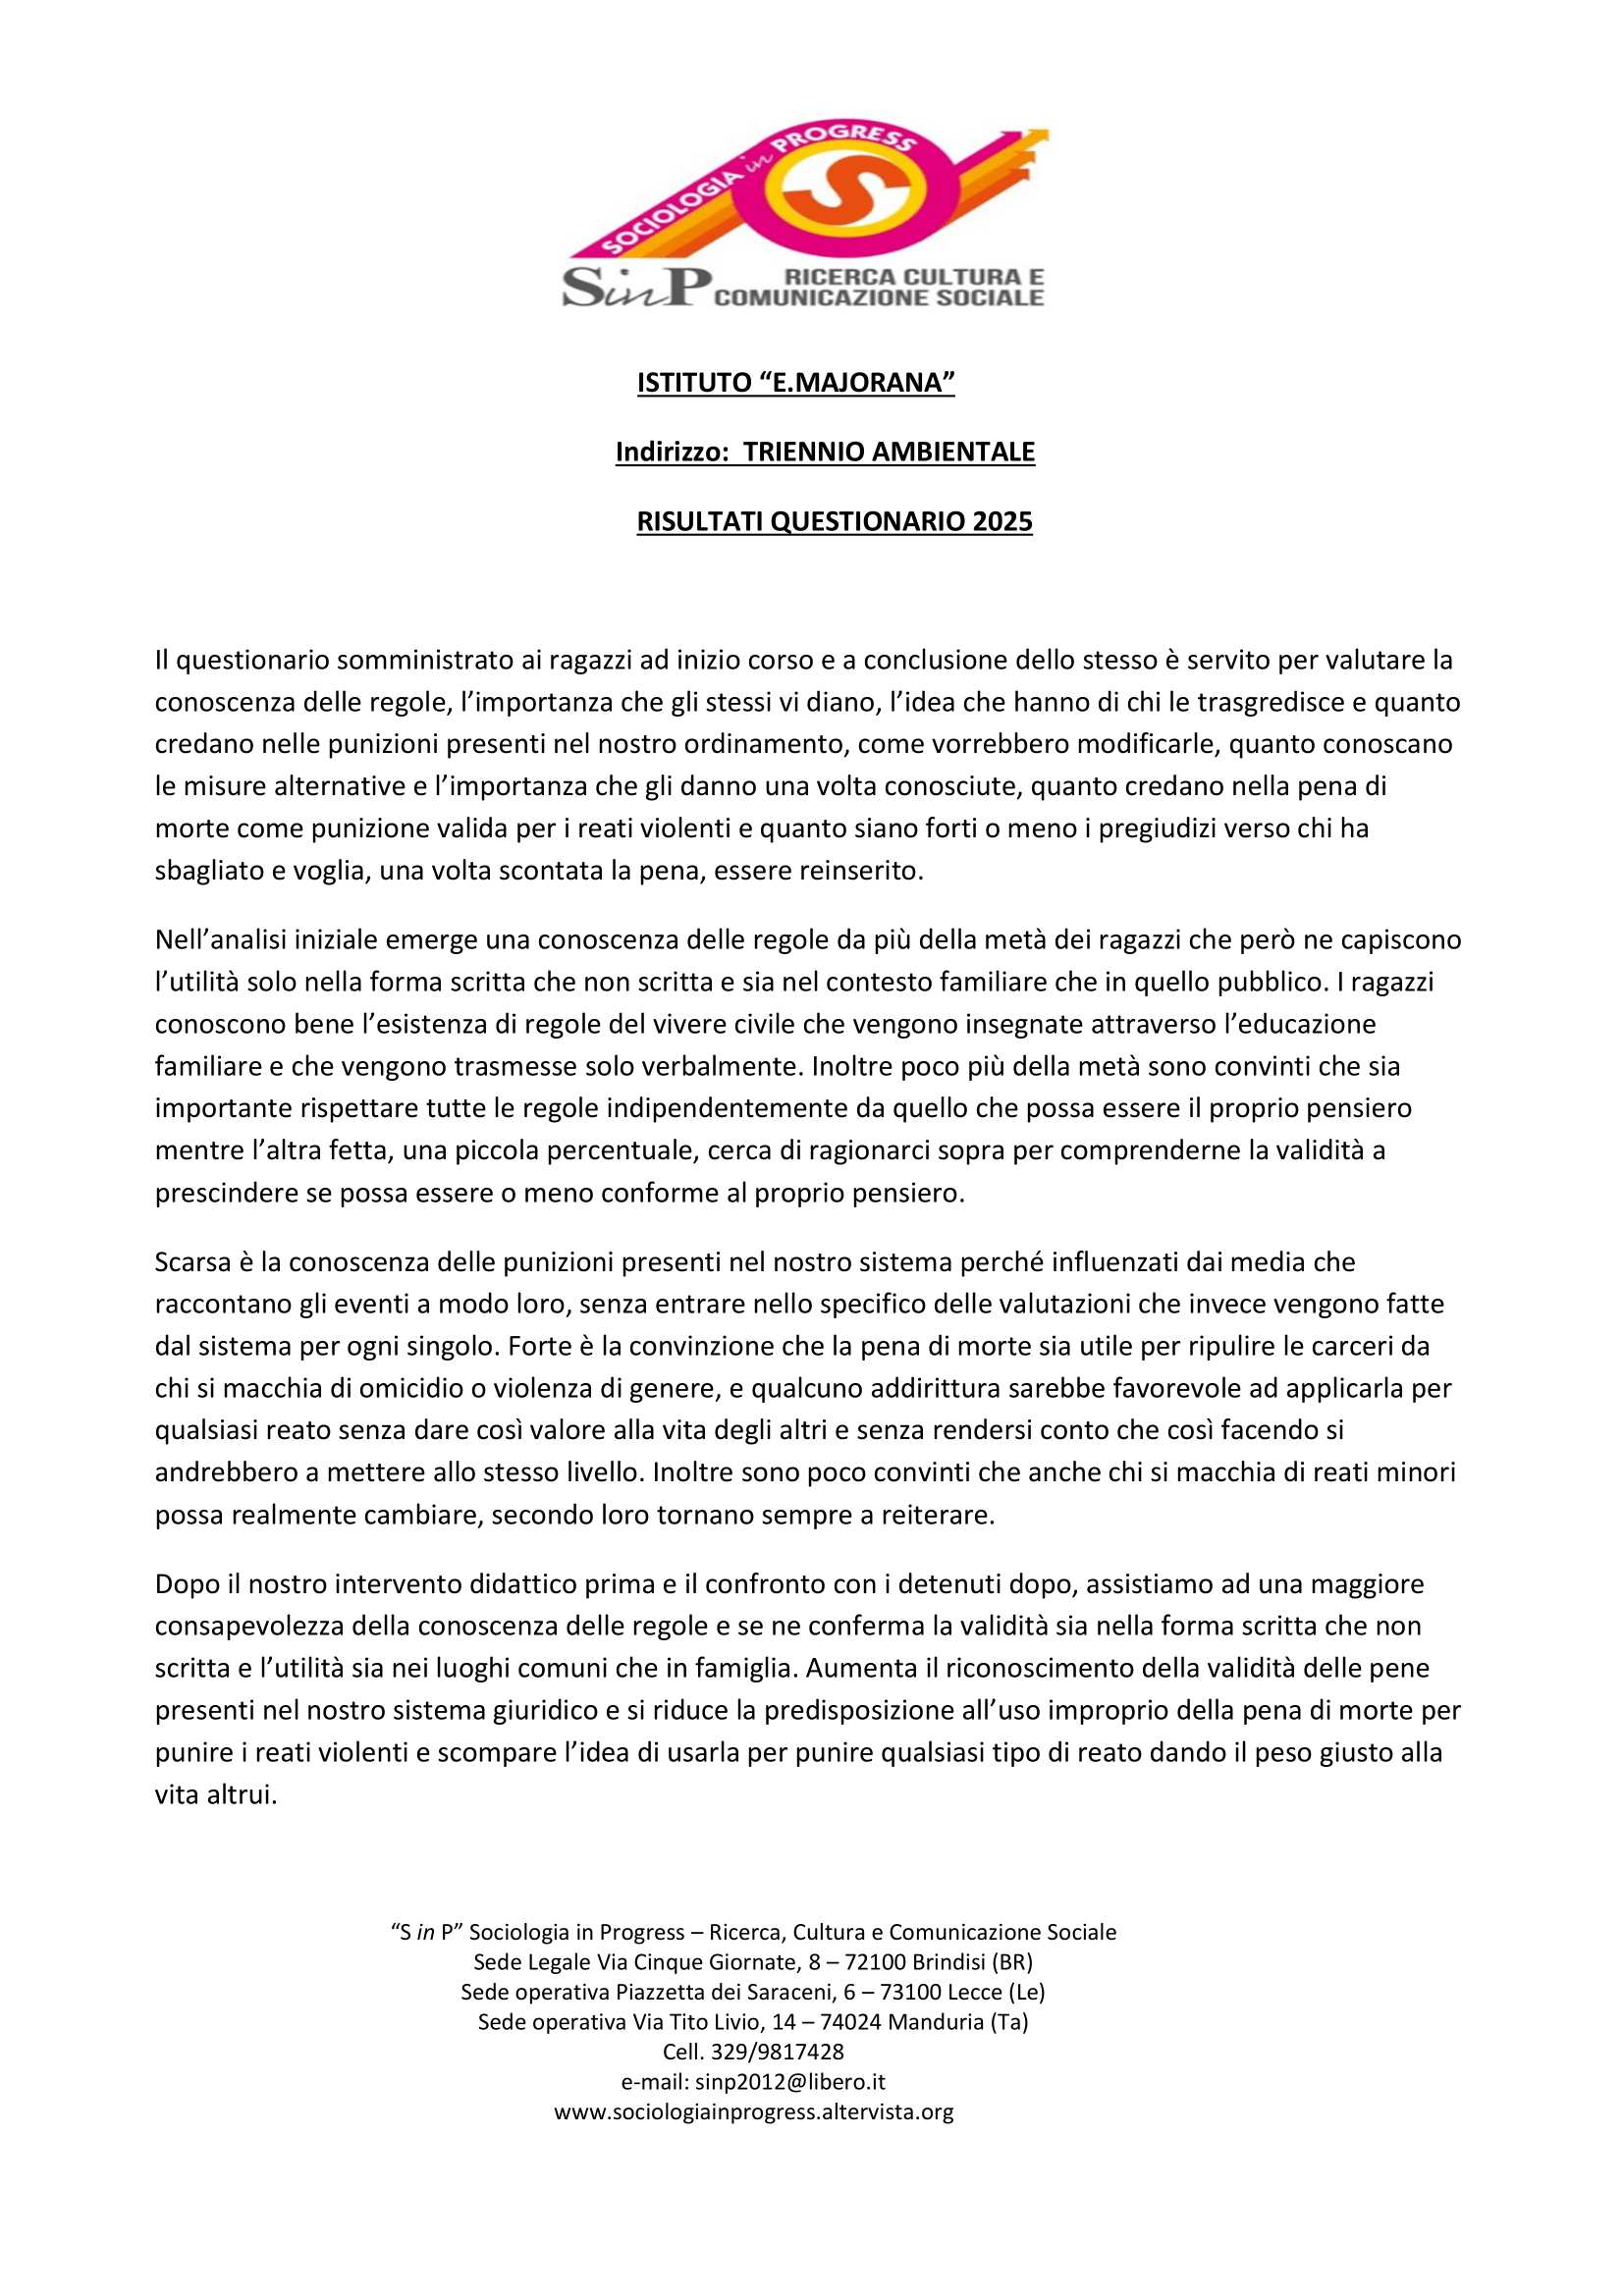 SOCIOLOGIA in PROGRESS
S
SinP RICERCA CULTURA E
COMUNICAZIONE SOCIALE
ISTITUTO “E.MAJORANA”
Indirizzo:  TRIENNIO AMBIENTALE
RISULTATI QUESTIONARIO 2025
Il questionario somministrato ai ragazzi ad inizio corso e a conclusione dello stesso è servito per valutare la
conoscenza delle regole, l’importanza che gli stessi vi diano, l’idea che hanno di chi le trasgredisce e quanto
credano nelle punizioni presenti nel nostro ordinamento, come vorrebbero modificarle, quanto conoscano
le misure alternative e l’importanza che gli danno una volta conosciute, quanto credano nella pena di
morte come punizione valida per i reati violenti e quanto siano forti o meno i pregiudizi verso chi ha
sbagliato e voglia, una volta scontata la pena, essere reinserito.
Nell’analisi iniziale emerge una conoscenza delle regole da più della metà dei ragazzi che però ne capiscono
l’utilità solo nella forma scritta che non scritta e sia nel contesto familiare che in quello pubblico. I ragazzi
conoscono bene l’esistenza di regole del vivere civile che vengono insegnate attraverso l’educazione
familiare e che vengono trasmesse solo verbalmente. Inoltre poco più della metà sono convinti che sia
importante rispettare tutte le regole indipendentemente da quello che possa essere il proprio pensiero
mentre l’altra fetta, una piccola percentuale, cerca di ragionarci sopra per comprenderne la validità a
prescindere se possa essere o meno conforme al proprio pensiero.
Scarsa è la conoscenza delle punizioni presenti nel nostro sistema perché influenzati dai media che
raccontano gli eventi a modo loro, senza entrare nello specifico delle valutazioni che invece vengono fatte
dal sistema per ogni singolo. Forte è la convinzione che la pena di morte sia utile per ripulire le carceri da
chi si macchia di omicidio o violenza di genere, e qualcuno addirittura sarebbe favorevole ad applicarla per
qualsiasi reato senza dare così valore alla vita degli altri e senza rendersi conto che così facendo si
andrebbero a mettere allo stesso livello. Inoltre sono poco convinti che anche chi si macchia di reati minori
possa realmente cambiare, secondo loro tornano sempre a reiterare.
Dopo il nostro intervento didattico prima e il confronto con i detenuti dopo, assistiamo ad una maggiore
consapevolezza della conoscenza delle regole e se ne conferma la validità sia nella forma scritta che non
scritta e l’utilità sia nei luoghi comuni che in famiglia. Aumenta il riconoscimento della validità delle pene
presenti nel nostro sistema giuridico e si riduce la predisposizione all’uso improprio della pena di morte per
punire i reati violenti e scompare l’idea di usarla per punire qualsiasi tipo di reato dando il peso giusto alla
vita altrui.
“S in P” Sociologia in Progress – Ricerca, Cultura e Comunicazione Sociale
Sede Legale Via Cinque Giornate, 8 – 72100 Brindisi (BR)
Sede operativa Piazzetta dei Saraceni, 6 – 73100 Lecce (Le)
Sede operativa Via Tito Livio, 14 – 74024 Manduria (Ta)
Cell. 329/9817428
e-mail: sinp2012@libero.it
www.sociologiainprogress.altervista.org